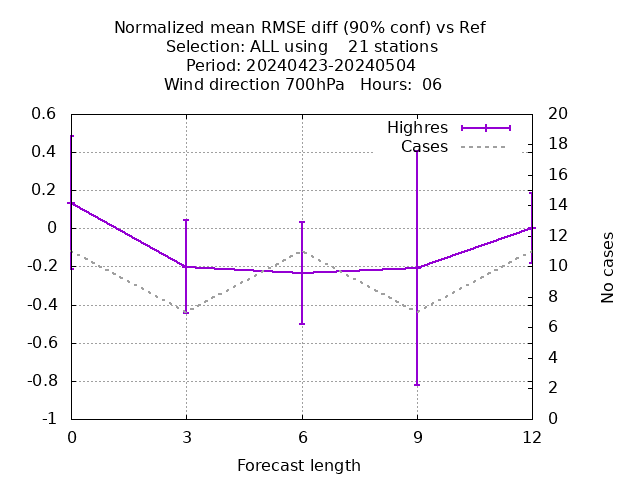 Normalized mean RMSE diff (90% conf) vs Ref
Selection: ALL using    21 stations
Period: 20240423-20240504
Wind direction 700hPa   Hours:  06
Highres
Cases
0.6
0.4
0.2
0
-0.2
-0.4
-0.6
-0.8
-1
20
18
16
14
12
10
8
6
4
2
0
No cases
0 3 6 9 12
Forecast length